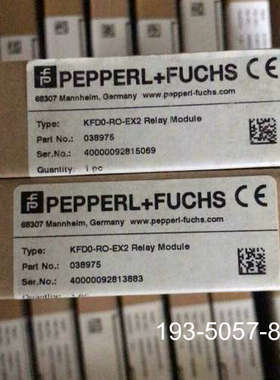 PEPPERL+FUCHS CE
68307 Mannheim, Germany www.pepperl-fuchs.com
Type: KFD0-RO-EX2 Relay Module
Part No.: 038975
Ser.No.: 40000092815069
Quantity: 1 pc
PEPPERL+FUCHS CE
68307 Mannheim, Germany www.pepperl-fuchs.com
Type: KFD0-RO-EX2 Relay Module
Part No.: 038975
Ser.No.: 40000092813883
193-5057-8